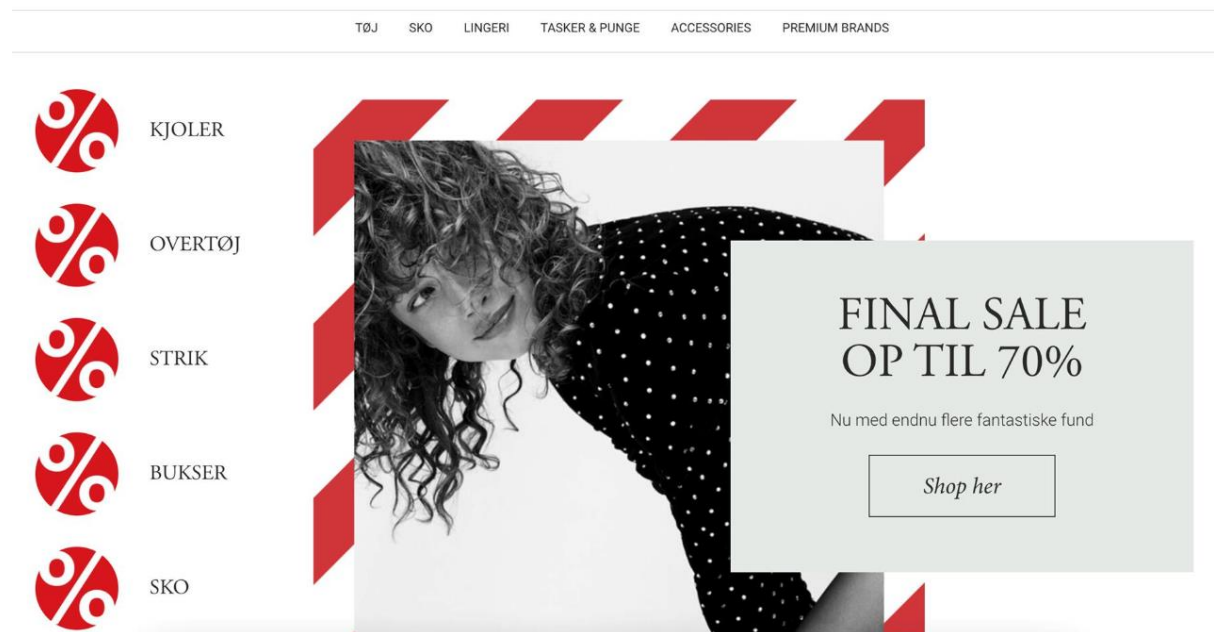 TØJ SKO LINGERI TASKER & PUNGE ACCESSORIES PREMIUM BRANDS
% KJOLER
% OVERTØJ
% STRIK
% BUKSER
% SKO
FINAL SALE
OP TIL 70%
Nu med endnu flere fantastiske fund
Shop her